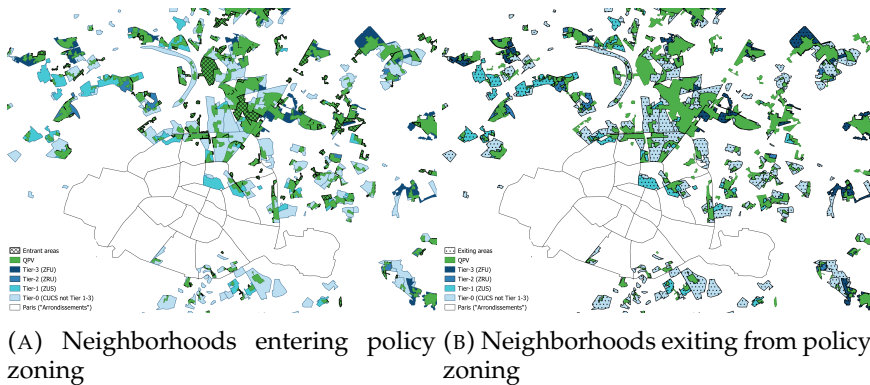 Entrant areas
QPV
Tier-3 (ZFU)
Tier-2 (ZRU)
Tier-1 (ZUS)
Tier-0 (CUCS not Tier 1-3)
Paris ("Arrondissements")
Exiting areas
QPV
Tier-3 (ZFU)
Tier-2 (ZRU)
Tier-1 (ZUS)
Tier-0 (CUCS not Tier 1-3)
Paris ("Arrondissements")
(A) Neighborhoods entering policy
zoning
(B) Neighborhoods exiting from policy
zoning